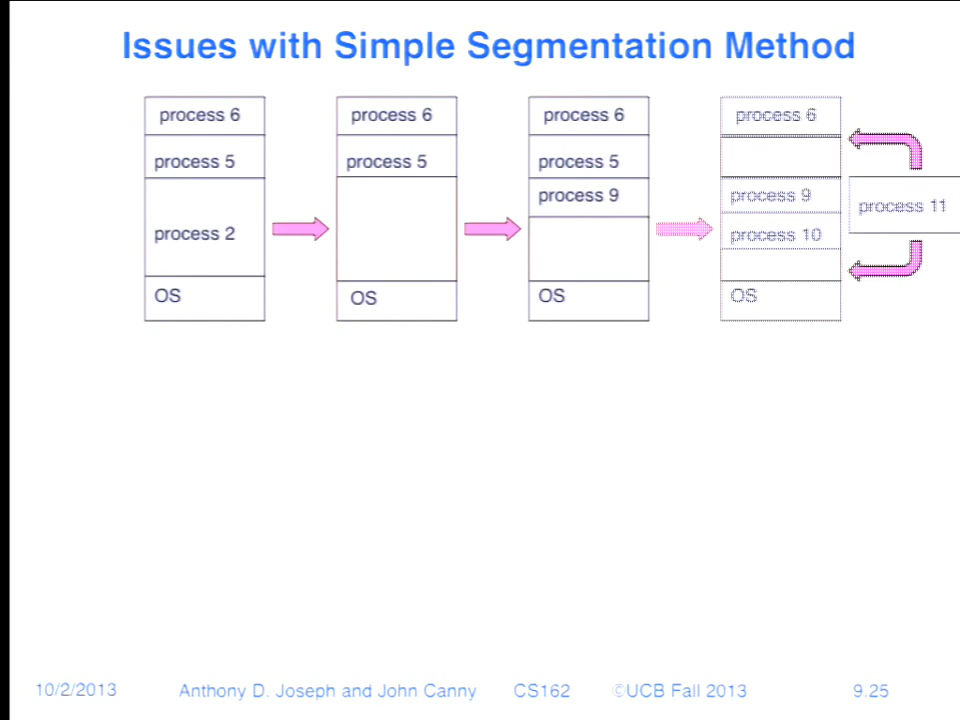 Issues with Simple Segmentation Method
process 6
process 5
process 2
OS
process 6
process 5
OS
process 6
process 5
process 9
OS
process 6
process 9
process 10
OS
process 11
10/2/2013 Anthony D. Joseph and John Canny CS162 ©UCB Fall 2013 9.25